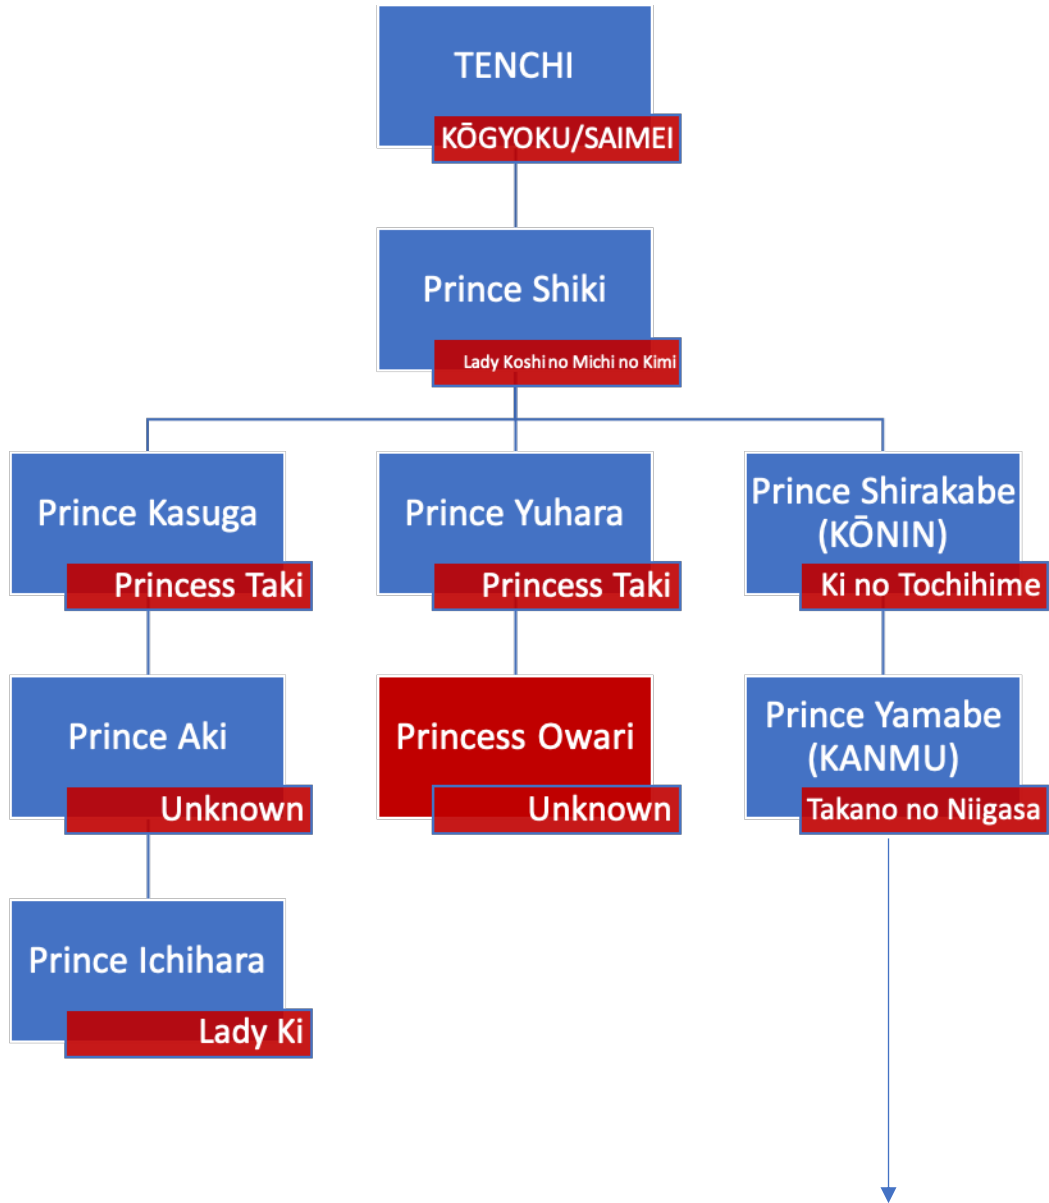 TENCHI
KŌGYOKU/SAIMEI
Prince Shiki
Lady Koshi no Michi no Kimi
Prince Kasuga
Princess Taki
Prince Yuhara
Princess Taki
Prince Shirakabe
(KŌNIN)
Ki no Tochihime
Prince Aki
Unknown
Princess Owari
Unknown
Prince Yamabe
(KANMU)
Takano no Niigasa
Prince Ichihara
Lady Ki